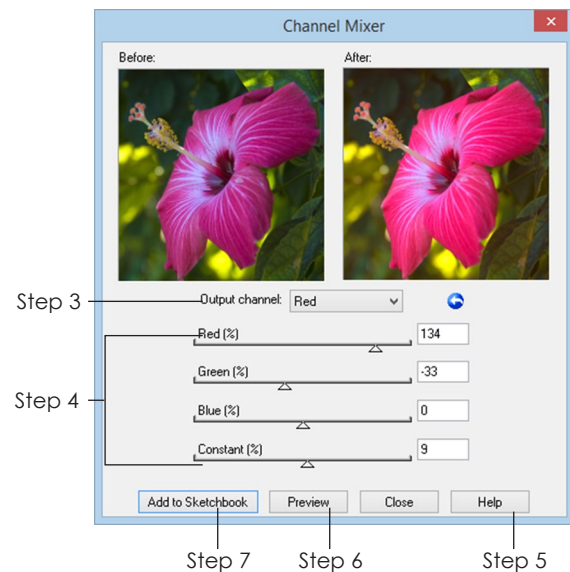 Channel Mixer
Before:
After:
Step 3
Output channel: Red
Step 4
Red (%) 134
Green (%) -33
Blue (%) 0
Constant (%) 9
Add to Sketchbook Preview Close Help
Step 7 Step 6 Step 5